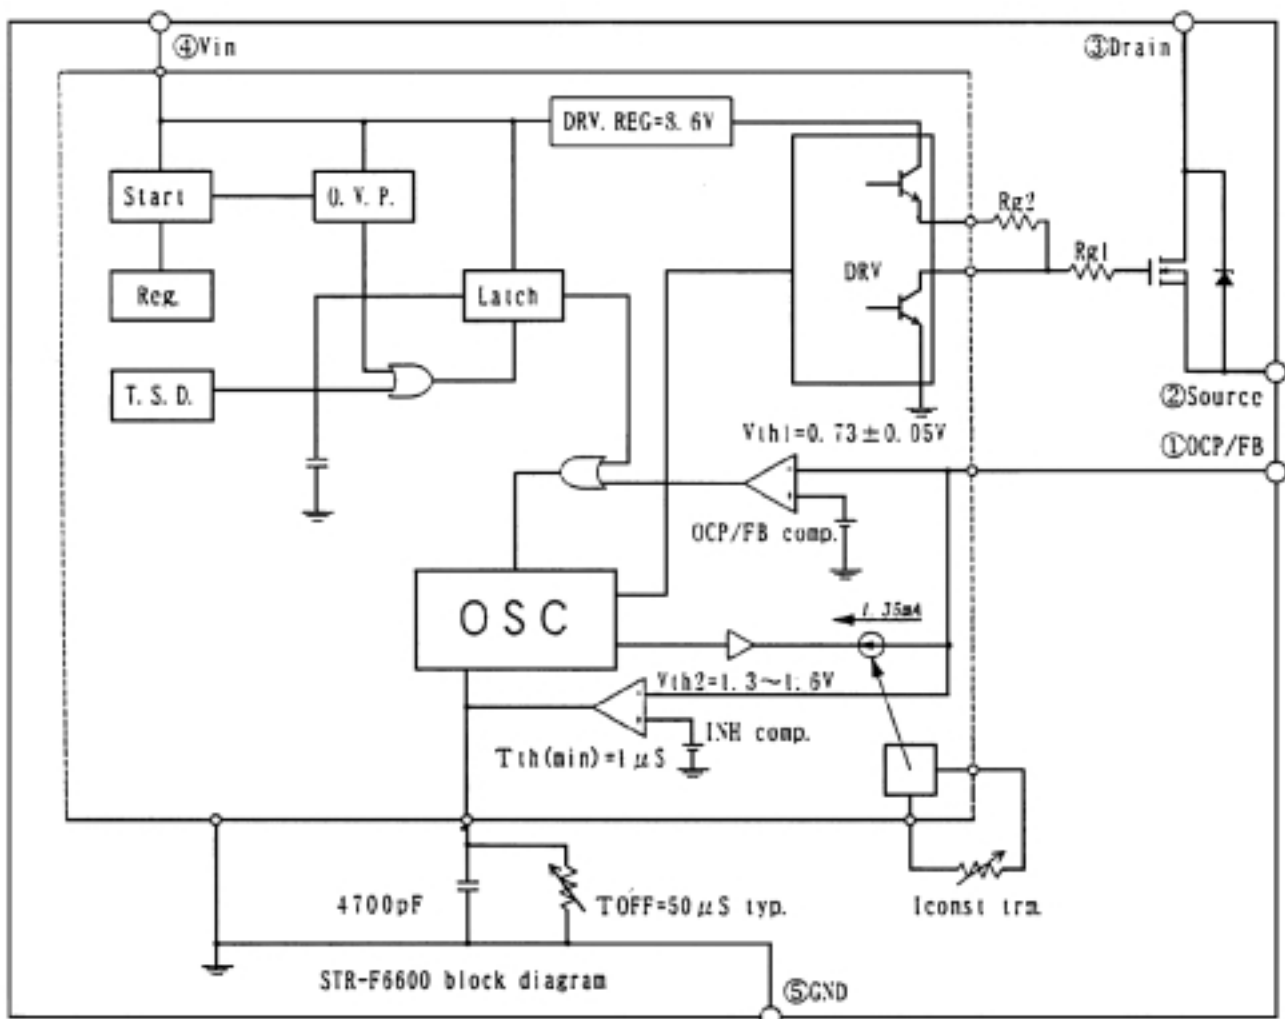 ④Vin
③Drain
DRV. REG=8. 6V
Start
O. V. P.
Rg2
Rg1
DRV
Reg.
Latch
T. S. D.
②Source
Vth1=0. 73±0. 05V
①OCP/FB
OCP/FB comp.
OSC
1. 35mA
Vth2=1. 3～1. 6V
INH comp.
Tth(min)=1μS
4700pF
TOFF=50μS typ.
Iconst trm.
STR-F6600 block diagram
⑤GND